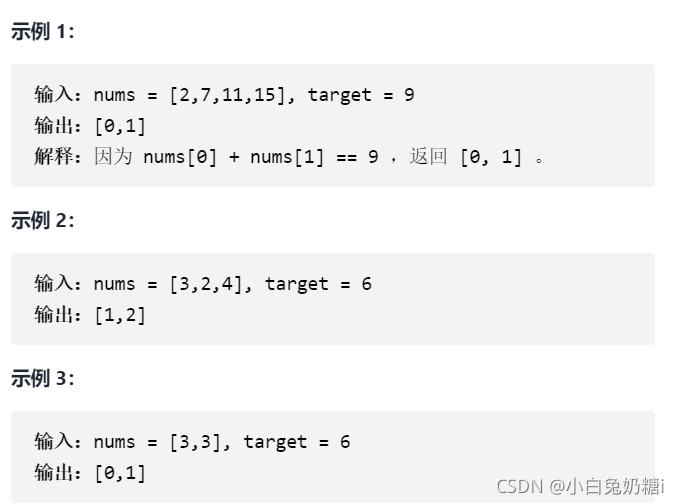 示例 1：
输入：nums = [2,7,11,15], target = 9
输出：[0,1]
解释：因为 nums[0] + nums[1] == 9 ，返回 [0, 1] 。
示例 2：
输入：nums = [3,2,4], target = 6
输出：[1,2]
示例 3：
输入：nums = [3,3], target = 6
输出：[0,1]
CSDN @小白兔奶糖i